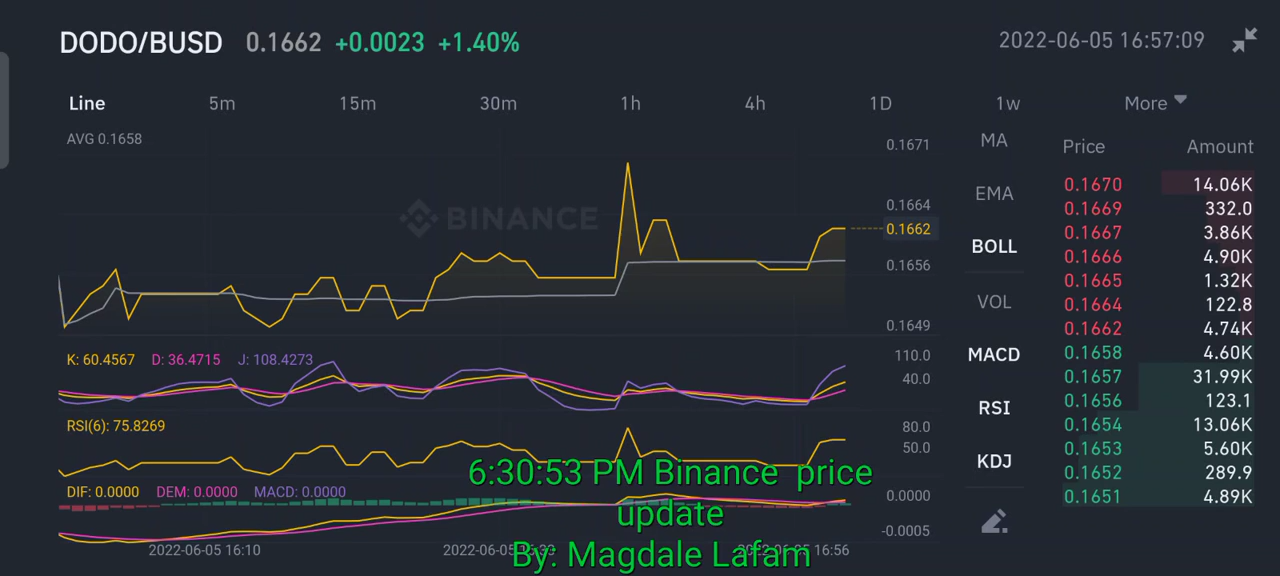 DODO/BUSD 0.1662 +0.0023 +1.40% 2022-06-05 16:57:09
Line 5m 15m 30m 1h 4h 1D 1w More
AVG 0.1658
0.1671
0.1664
0.1662
0.1656
0.1649
BINANCE
K: 60.4567 D: 36.4715 J: 108.4273
110.0
40.0
RSI(6): 75.8269
80.0
50.0
DIF: 0.0000 DEM: 0.0000 MACD: 0.0000
0.0000
-0.0005
2022-06-05 16:10 2022-06-05 16:33 2022-06-05 16:56
MA
EMA
BOLL
VOL
MACD
RSI
KDJ
Price Amount
0.1670 14.06K
0.1669 332.0
0.1667 3.86K
0.1666 4.90K
0.1665 1.32K
0.1664 122.8
0.1662 4.74K
0.1658 4.60K
0.1657 31.99K
0.1656 123.1
0.1654 13.06K
0.1653 5.60K
0.1652 289.9
0.1651 4.89K
6:30:53 PM Binance price
update
By: Magdale Lafam